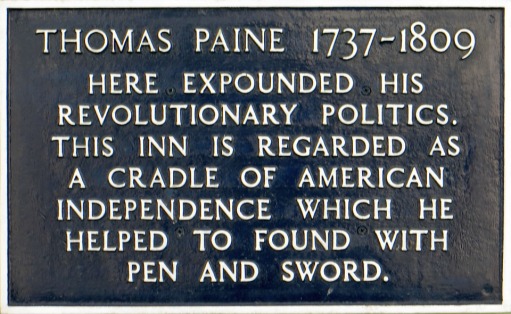 THOMAS PAINE 1737-1809
HERE EXPOUNDED HIS
REVOLUTIONARY POLITICS.
THIS INN IS REGARDED AS
A CRADLE OF AMERICAN
INDEPENDENCE WHICH HE
HELPED TO FOUND WITH
PEN AND SWORD.